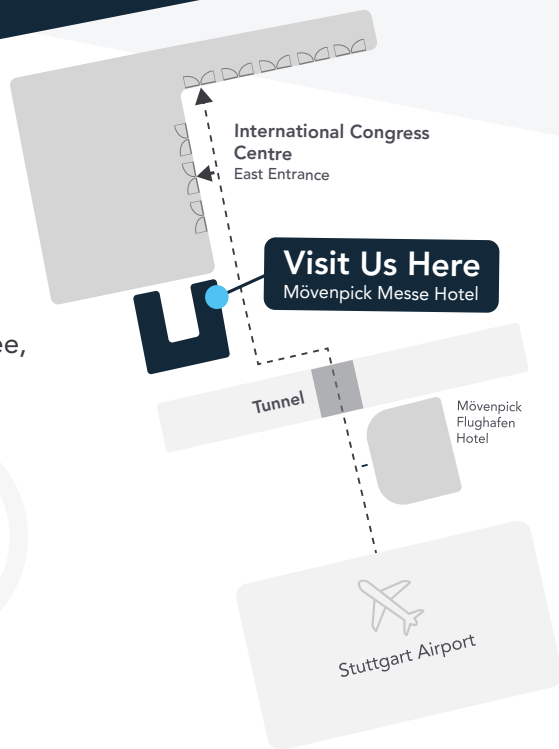 International Congress
Centre
East Entrance
Visit Us Here
Mövenpick Messe Hotel
ee,
Tunnel
Mövenpick
Flughafen
Hotel
Stuttgart Airport